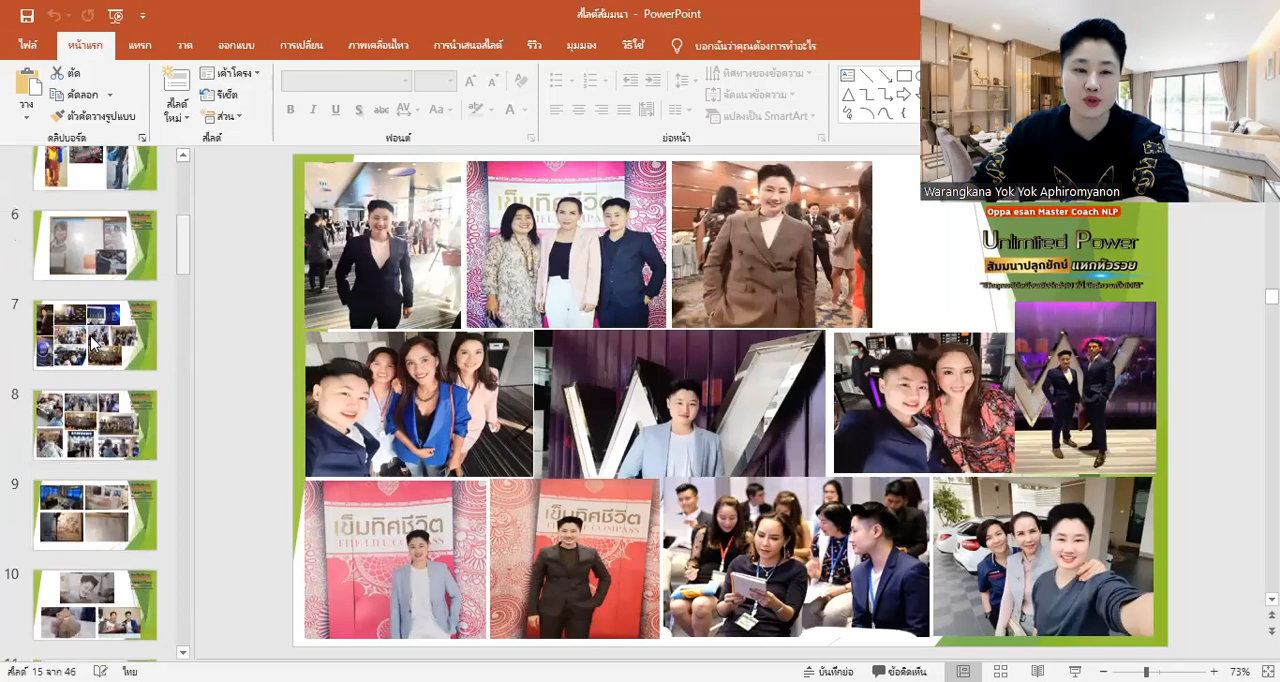 สไลด์สัมมนา - PowerPoint
ไฟล์ หน้าแรก แทรก วาด ออกแบบ การเปลี่ยน ภาพเคลื่อนไหว การนำเสนอสไลด์ รีวิว มุมมอง วิธีใช้ บอกฉันว่าคุณต้องการทำอะไร
วาง
ตัด
คัดลอก
ตัวคัดวางรูปแบบ
คลิปบอร์ด
สไลด์ใหม่
เค้าโครง
รีเซ็ต
ส่วน
สไลด์
B I U S abc AV Aa A
ฟอนต์
ทิศทางของข้อความ
จัดแนวข้อความ
แปลงเป็น SmartArt
ย่อหน้า
Warangkana Yok Yok Aphiromyanon
6
7
8
9
10
Oppa esan Master Coach NLP
Unlimited Power
สัมมนาปลุกยักษ์ แหกหัวรวย
เข็มทิศชีวิต
THE LIFE COMPASS
W
เข็มทิศชีวิต
THE LIFE COMPASS
เข็มทิศชีวิต
สไลด์ 15 จาก 46 ไทย บันทึกย่อ ข้อคิดเห็น 73%